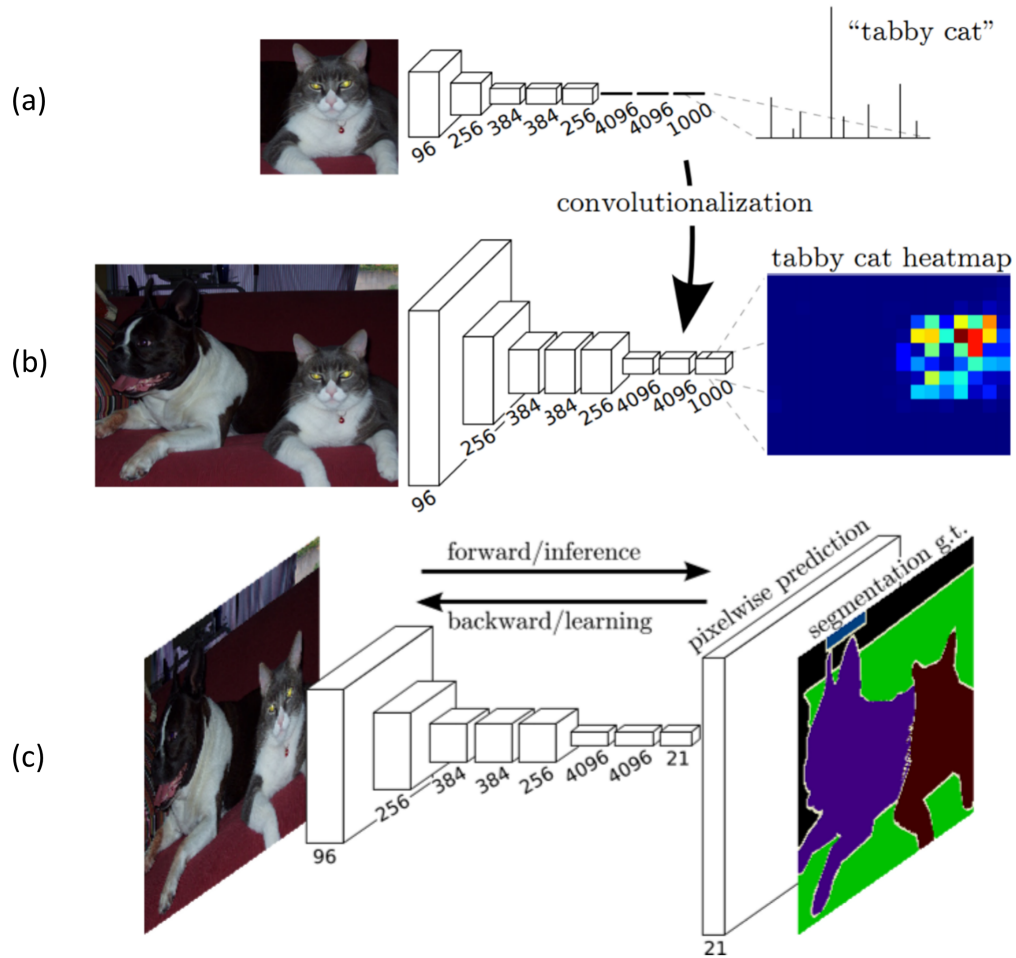 (a)
"tabby cat"
96
256
384
384
256
4096
4096
1000
convolutionalization
(b)
tabby cat heatmap
96
256
384
384
256
4096
4096
1000
(c)
forward/inference
backward/learning
pixelwise prediction
segmentation g.t.
96
256
384
384
256
4096
4096
21
21